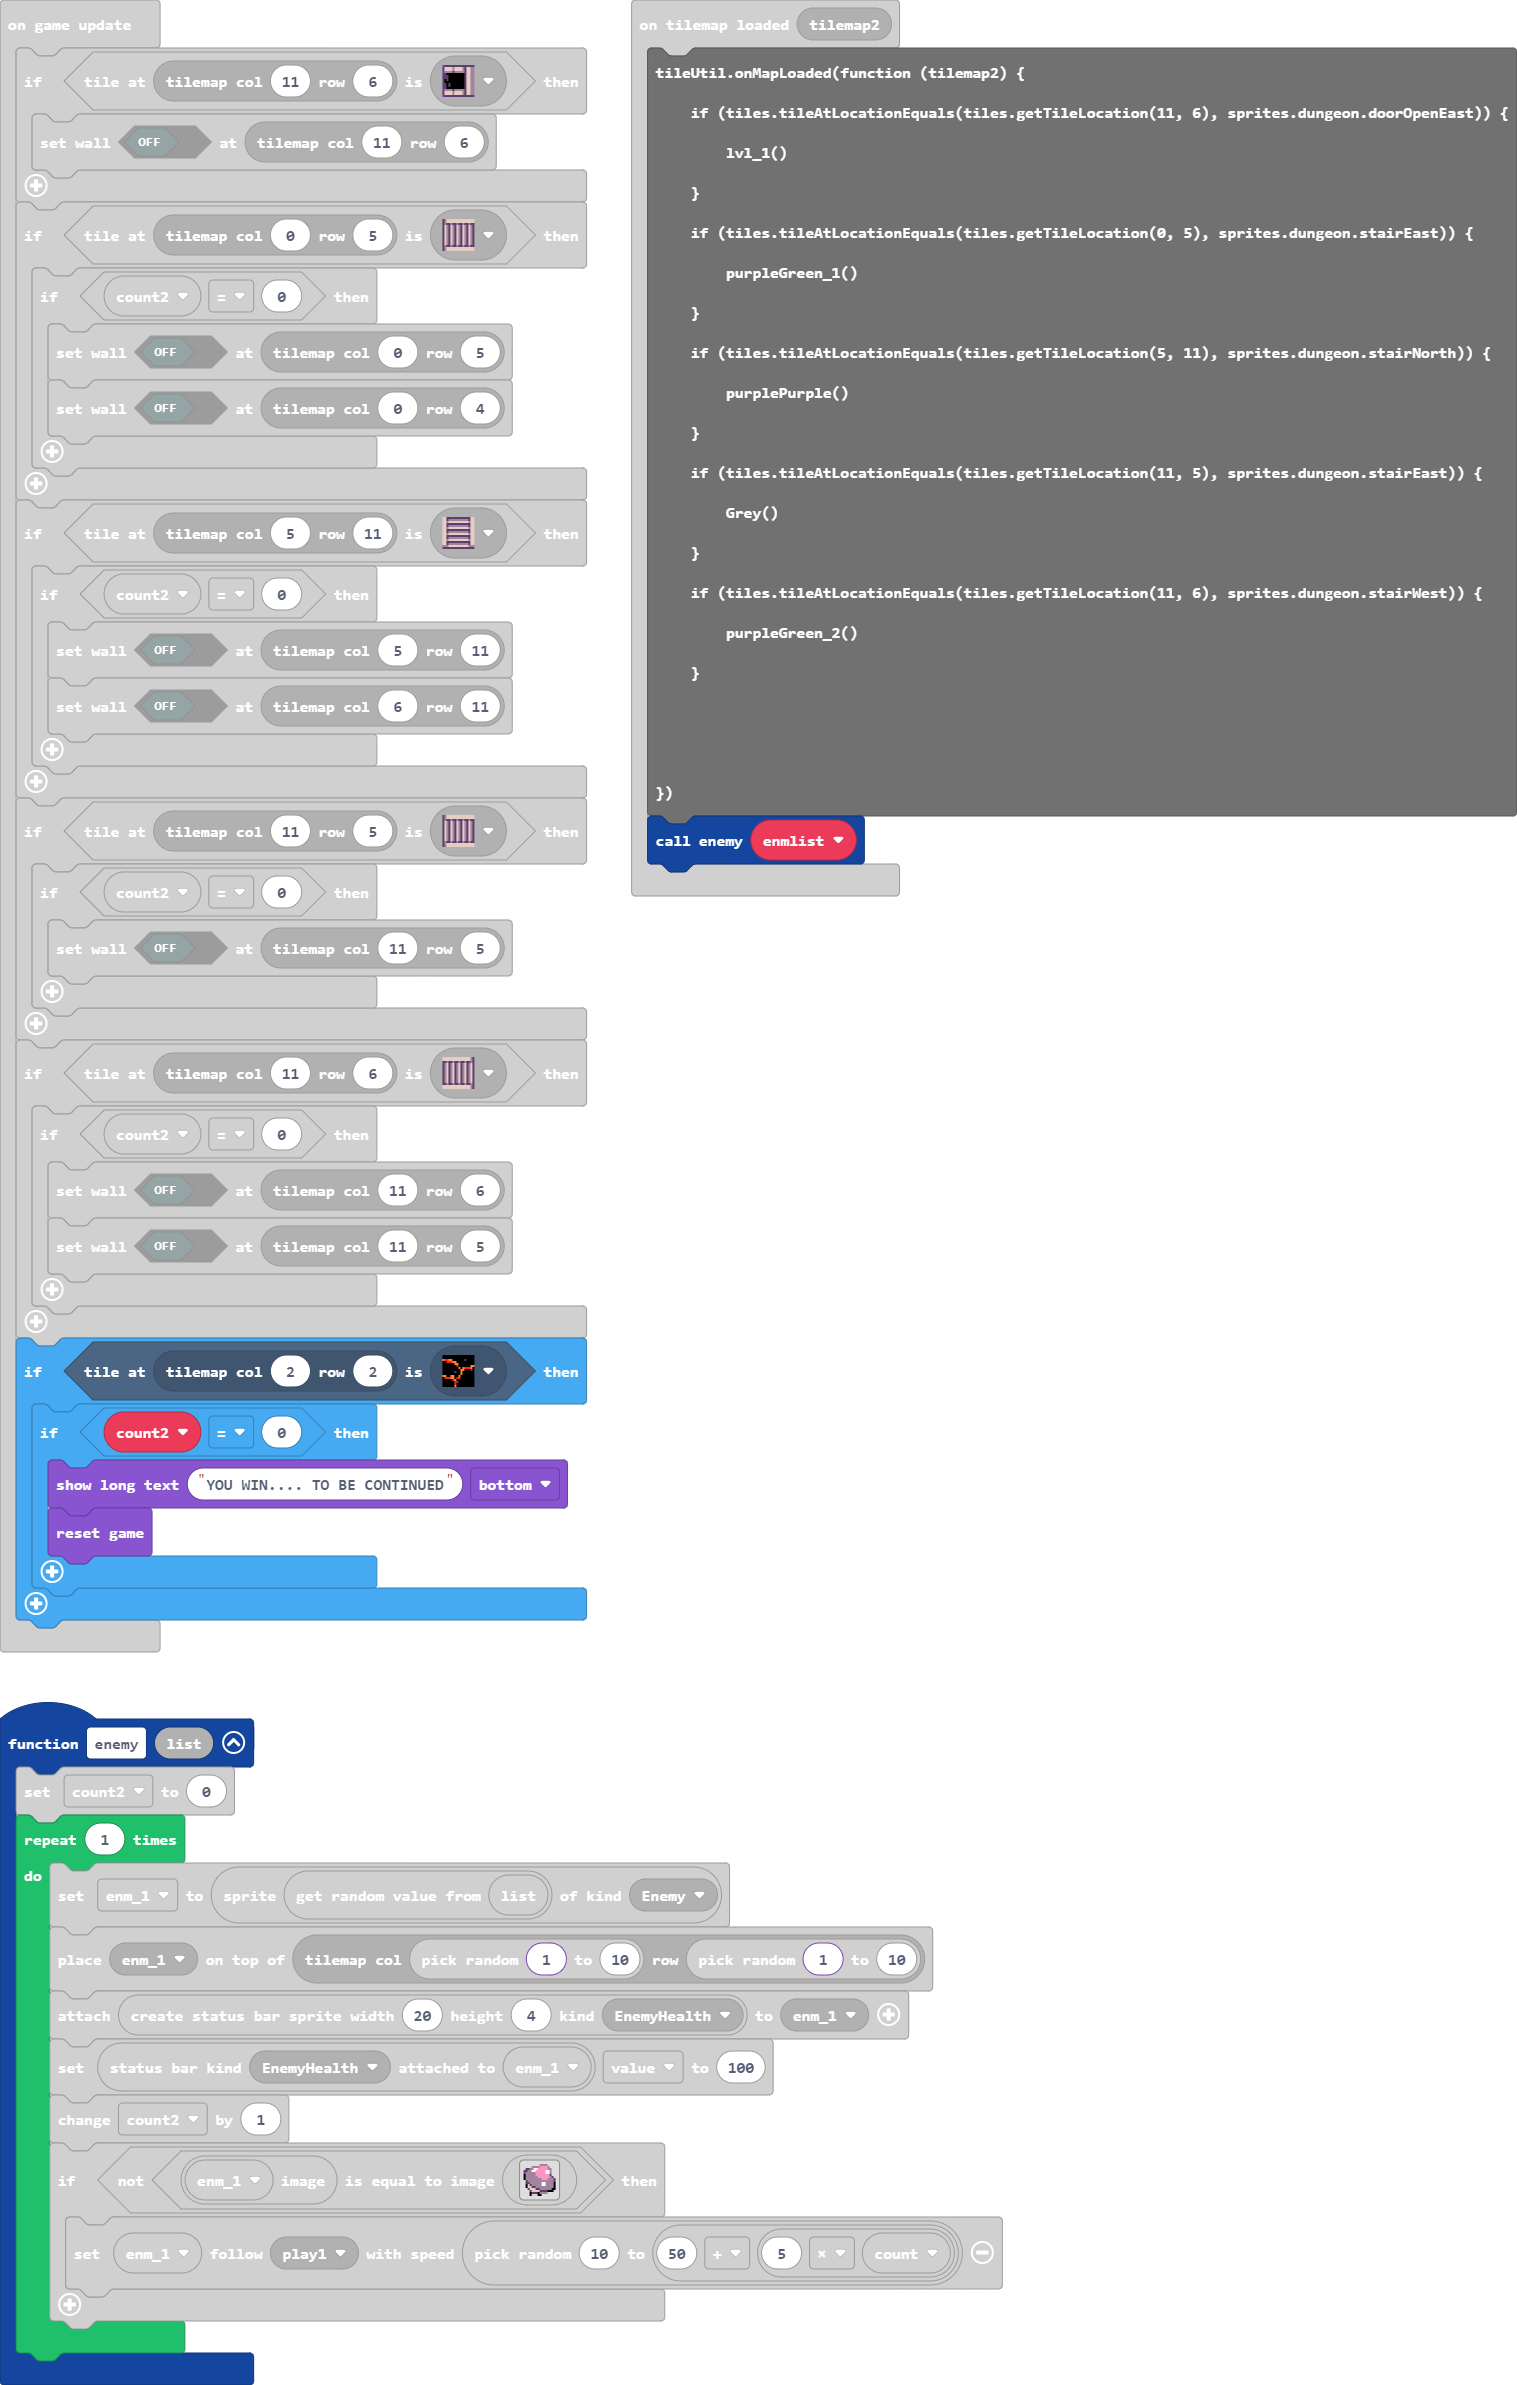 on game update
if tile at tilemap col 11 row 6 is then
set wall OFF at tilemap col 11 row 6
if tile at tilemap col 0 row 5 is then
if count2 = 0 then
set wall OFF at tilemap col 0 row 5
set wall OFF at tilemap col 0 row 4
if tile at tilemap col 5 row 11 is then
if count2 = 0 then
set wall OFF at tilemap col 5 row 11
set wall OFF at tilemap col 6 row 11
if tile at tilemap col 11 row 5 is then
if count2 = 0 then
set wall OFF at tilemap col 11 row 5
if tile at tilemap col 11 row 6 is then
if count2 = 0 then
set wall OFF at tilemap col 11 row 6
set wall OFF at tilemap col 11 row 5
if tile at tilemap col 2 row 2 is then
if count2 = 0 then
show long text "YOU WIN.... TO BE CONTINUED" bottom
reset game
on tilemap loaded tilemap2
tileUtil.onMapLoaded(function (tilemap2) {
if (tiles.tileAtLocationEquals(tiles.getTileLocation(11, 6), sprites.dungeon.doorOpenEast)) {
lvl_1()
}
if (tiles.tileAtLocationEquals(tiles.getTileLocation(0, 5), sprites.dungeon.stairEast)) {
purpleGreen_1()
}
if (tiles.tileAtLocationEquals(tiles.getTileLocation(5, 11), sprites.dungeon.stairNorth)) {
purplePurple()
}
if (tiles.tileAtLocationEquals(tiles.getTileLocation(11, 5), sprites.dungeon.stairEast)) {
Grey()
}
if (tiles.tileAtLocationEquals(tiles.getTileLocation(11, 6), sprites.dungeon.stairWest)) {
purpleGreen_2()
}
})
call enemy enmlist
function enemy list
set count2 to 0
repeat 1 times
do
set enm_1 to sprite get random value from list of kind Enemy
place enm_1 on top of tilemap col pick random 1 to 10 row pick random 1 to 10
attach create status bar sprite width 20 height 4 kind EnemyHealth to enm_1
set status bar kind EnemyHealth attached to enm_1 value to 100
change count2 by 1
if not enm_1 image is equal to image then
set enm_1 follow play1 with speed pick random 10 to 50 + 5 × count